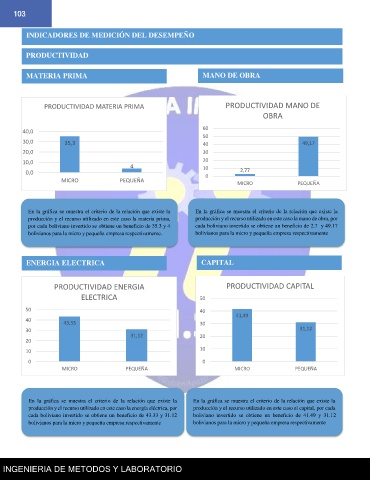 103
INDICADORES DE MEDICIÓN DEL DESEMPEÑO
PRODUCTIVIDAD
MATERIA PRIMA
MANO DE OBRA
PRODUCTIVIDAD MATERIA PRIMA
40,0
30,0
20,0
10,0
0,0
35,3
4
MICRO PEQUEÑA
PRODUCTIVIDAD MANO DE
OBRA
60
50
40
30
20
10
0
2,77
49,17
MICRO PEQUEÑA
En la gráfica se muestra el criterio de la relación que existe la
producción y el recurso utilizado en este caso la materia prima,
por cada boliviano invertido se obtiene un beneficio de 35.3 y 4
bolivianos para la micro y pequeña empresa respectivamente
En la gráfica se muestra el criterio de la relación que existe la
producción y el recurso utilizado en este caso la mano de obra, por
cada boliviano invertido se obtiene un beneficio de 2.7 y 49.17
bolivianos para la micro y pequeña empresa respectivamente
ENERGIA ELECTRICA
CAPITAL
PRODUCTIVIDAD ENERGIA
ELECTRICA
50
40
30
20
10
0
43,33
31,12
MICRO PEQUEÑA
PRODUCTIVIDAD CAPITAL
50
40
30
20
10
0
41,49
31,12
MICRO PEQUEÑA
En la gráfica se muestra el criterio de la relación que existe la
producción y el recurso utilizado en este caso la energía eléctrica, por
cada boliviano invertido se obtiene un beneficio de 43.33 y 31.12
bolivianos para la micro y pequeña empresa respectivamente
En la gráfica se muestra el criterio de la relación que existe la
producción y el recurso utilizado en este caso el capital, por cada
boliviano invertido se obtiene un beneficio de 41.49 y 31.12
bolivianos para la micro y pequeña empresa respectivamente
INGENIERIA DE METODOS Y LABORATORIO